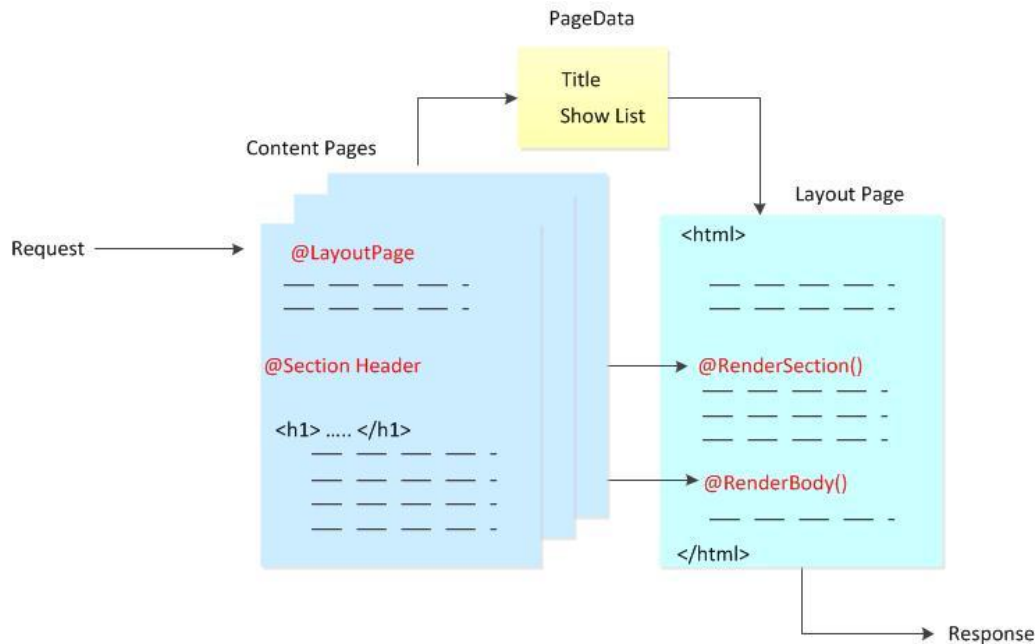 PageData
Title
Show List
Content Pages
Layout Page
Request
@LayoutPage
@Section Header
<h1> ..... </h1>
<html>
@RenderSection()
@RenderBody()
</html>
Response